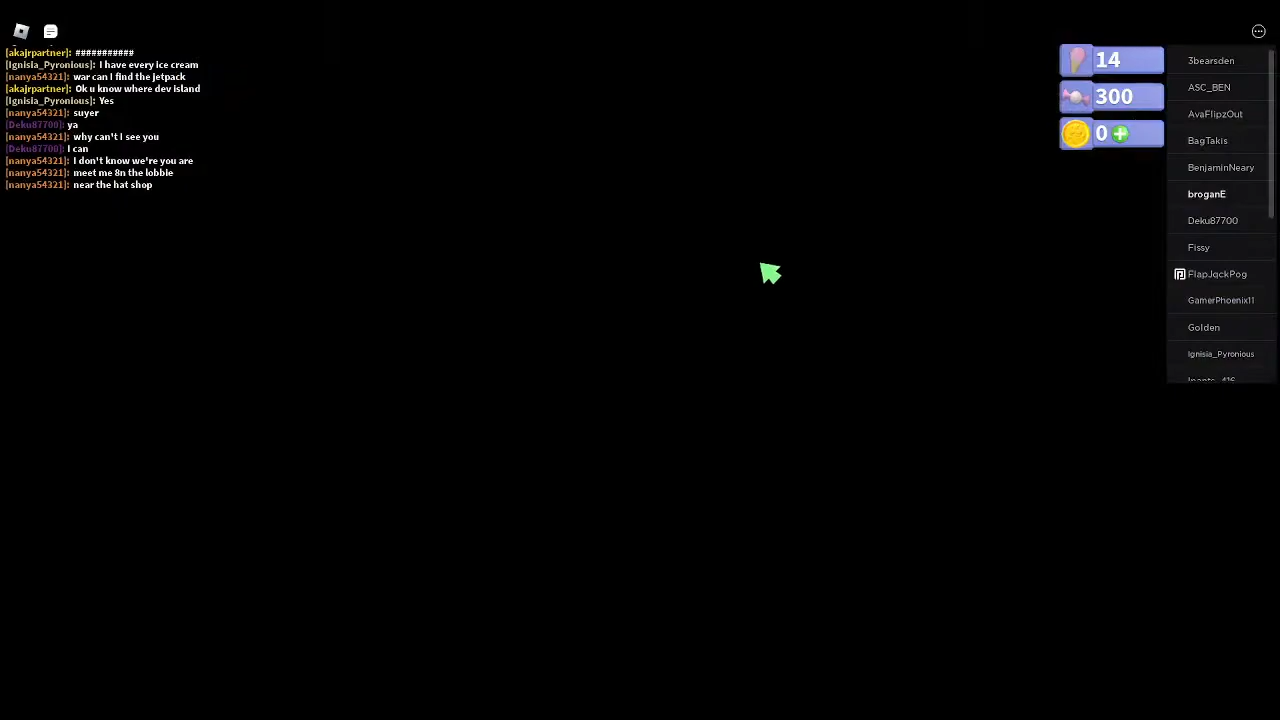 [akajrpartner]: ###########
[Ignisia_Pyronious]: I have every ice cream
[nanya54321]: war can I find the jetpack
[akajrpartner]: Ok u know where dev island
[Ignisia_Pyronious]: Yes
[nanya54321]: suyer
[Deku87700]: ya
[nanya54321]: why can't I see you
[Deku87700]: I can
[nanya54321]: I don't know we're you are
[nanya54321]: meet me 8n the lobbie
[nanya54321]: near the hat shop
14
300
0
3bearsden
ASC_BEN
AvaFlipzOut
BagTakis
BenjaminNeary
broganE
Deku87700
Fissy
FlapJqckPog
GamerPhoenix11
Golden
Ignisia_Pyronious